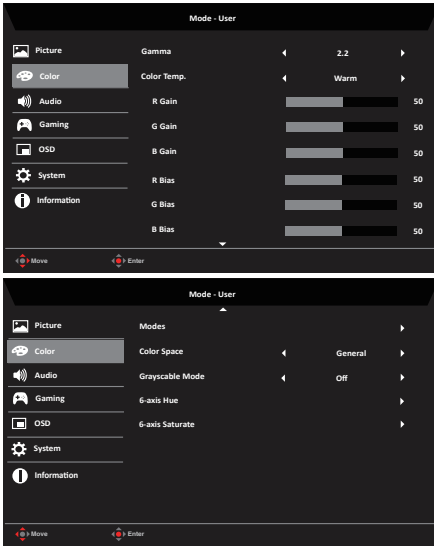 Mode - User
Picture
Gamma 2.2
Color
Color Temp. Warm
Audio
R Gain 50
Gaming
G Gain 50
OSD
B Gain 50
System
R Bias 50
Information
G Bias 50
B Bias 50
Move Enter
Mode - User
Picture
Modes
Color
Color Space General
Audio
Grayscable Mode Off
Gaming
6-axis Hue
OSD
6-axis Saturate
System
Information
Move Enter